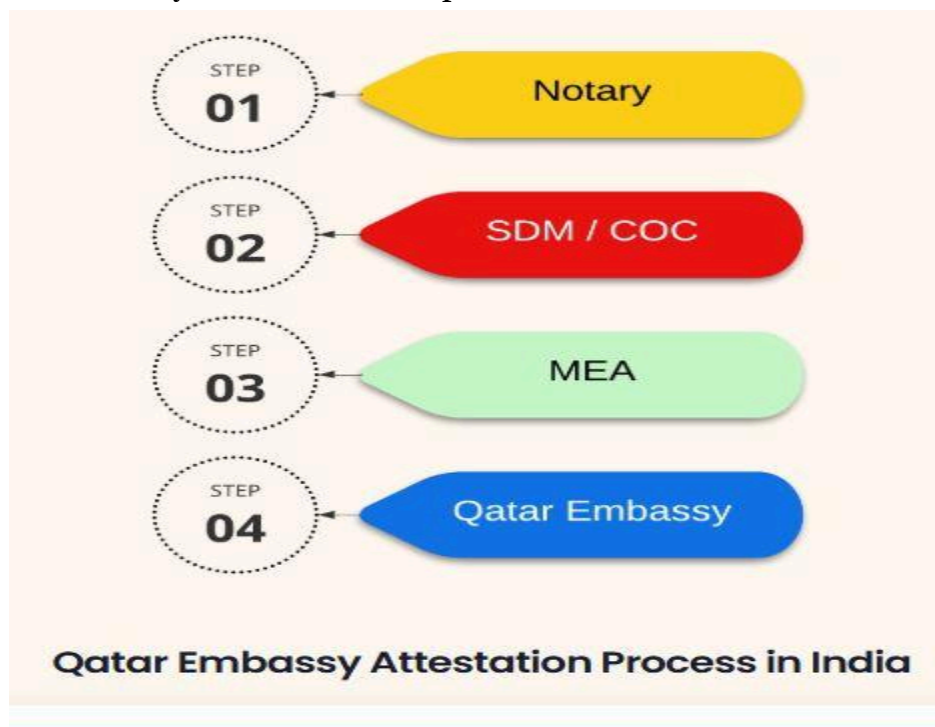 STEP
01
Notary
STEP
02
SDM / COC
STEP
03
MEA
STEP
04
Qatar Embassy
Qatar Embassy Attestation Process in India